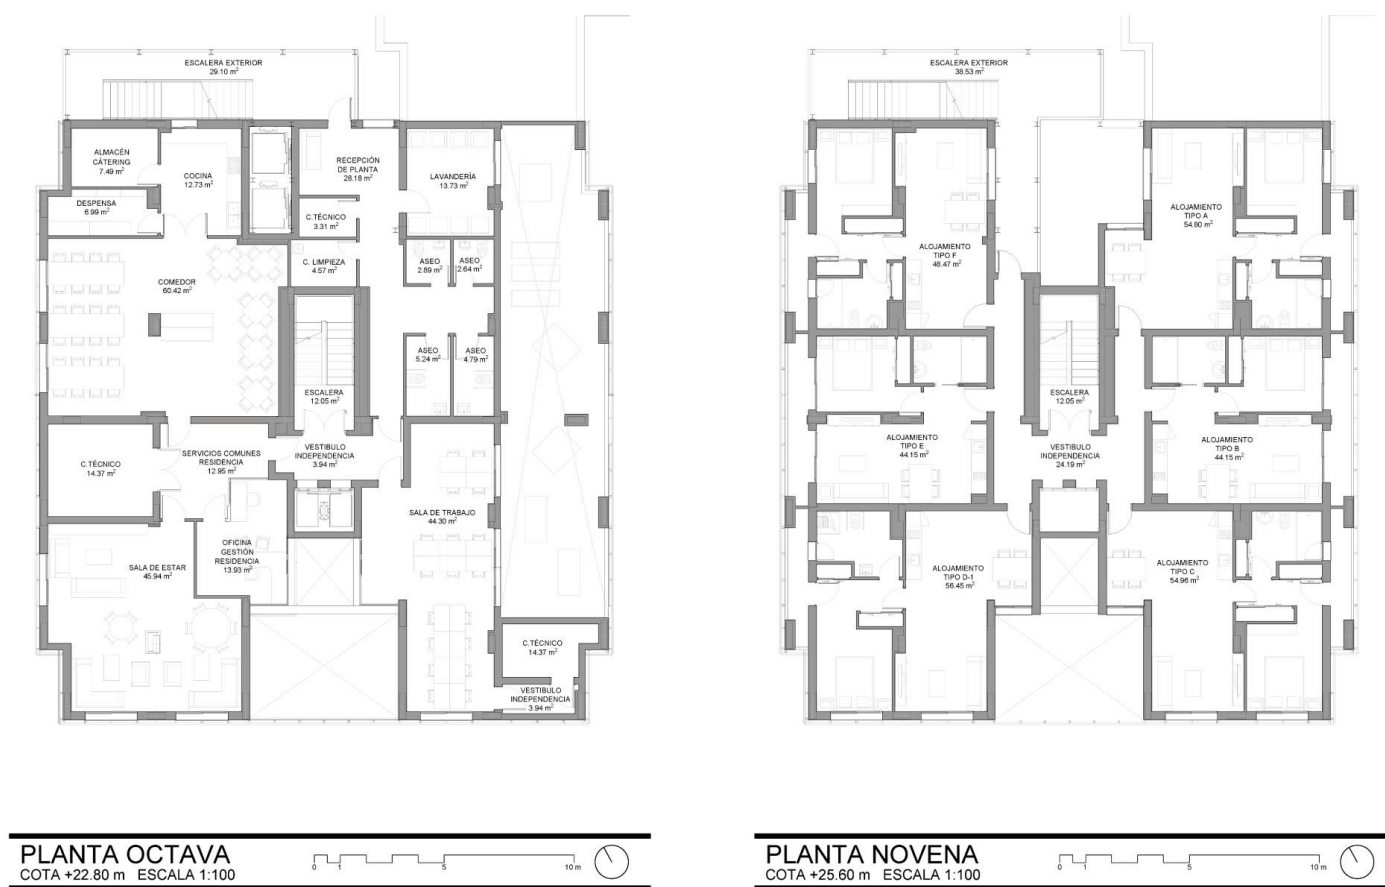 ESCALERA EXTERIOR
29.10 m²
ALMACÉN
CÁTERING
7.49 m²
COCINA
12.73 m²
RECEPCIÓN
DE PLANTA
28.18 m²
LAVANDERÍA
13.73 m²
DESPENSA
6.99 m²
C.TÉCNICO
3.31 m²
C. LIMPIEZA
4.57 m²
ASEO
2.89 m²
ASEO
2.64 m²
COMEDOR
60.42 m²
ASEO
5.24 m²
ASEO
4.79 m²
ESCALERA
12.05 m²
C.TÉCNICO
14.37 m²
SERVICIOS COMUNES
RESIDENCIA
12.95 m²
VESTIBULO
INDEPENDENCIA
3.94 m²
SALA DE TRABAJO
44.30 m²
OFICINA
GESTIÓN
RESIDENCIA
13.93 m²
SALA DE ESTAR
45.94 m²
C.TÉCNICO
14.37 m²
VESTIBULO
INDEPENDENCIA
3.94 m²
PLANTA OCTAVA
COTA +22.80 m ESCALA 1:100
0 1 5 10 m
ESCALERA EXTERIOR
38.53 m²
ALOJAMIENTO
TIPO F
48.47 m²
ALOJAMIENTO
TIPO A
54.80 m²
ESCALERA
12.05 m²
ALOJAMIENTO
TIPO E
44.15 m²
VESTIBULO
INDEPENDENCIA
24.19 m²
ALOJAMIENTO
TIPO B
44.15 m²
ALOJAMIENTO
TIPO D-1
56.45 m²
ALOJAMIENTO
TIPO C
54.96 m²
PLANTA NOVENA
COTA +25.60 m ESCALA 1:100
0 1 5 10 m